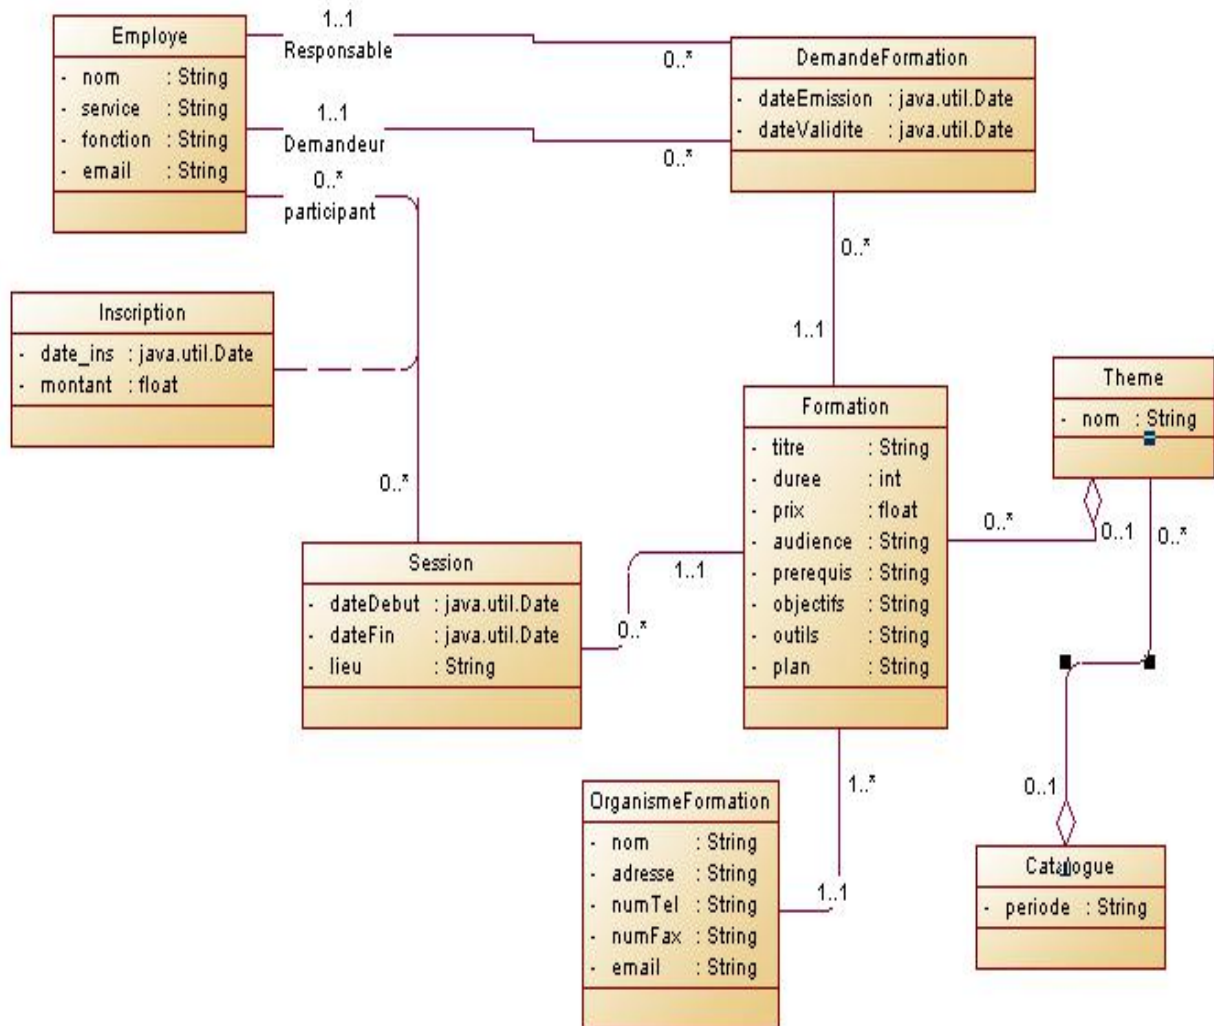 Employe
- nom : String
- service : String
- fonction : String
- email : String
1..1
Responsable
0..*
1..1
Demandeur
0..*
0..*
participant
DemandeFormation
- dateEmission : java.util.Date
- dateValidite : java.util.Date
0..*
1..1
Inscription
- date_ins : java.util.Date
- montant : float
0..*
Session
- dateDebut : java.util.Date
- dateFin : java.util.Date
- lieu : String
1..1
0..*
Formation
- titre : String
- duree : int
- prix : float
- audience : String
- prerequis : String
- objectifs : String
- outils : String
- plan : String
0..*
0..1
0..*
Theme
- nom : String
1..*
1..1
OrganismeFormation
- nom : String
- adresse : String
- numTel : String
- numFax : String
- email : String
0..1
Catalogue
- periode : String